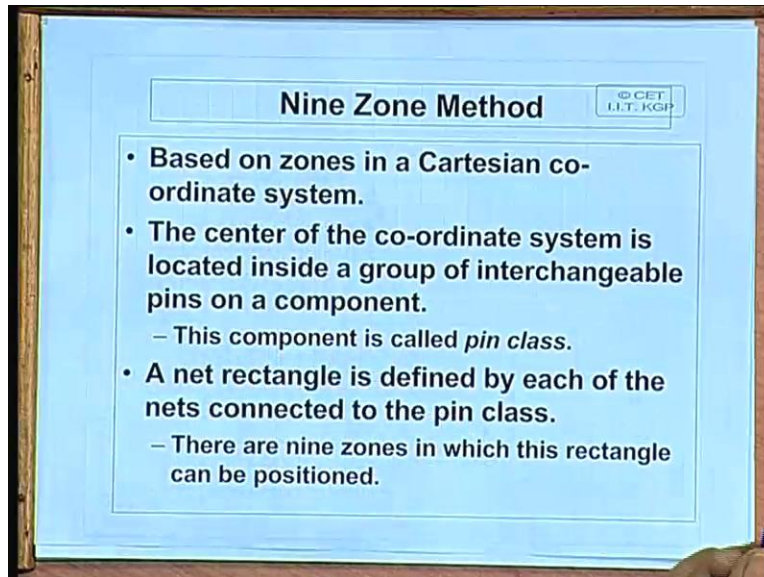 Nine Zone Method
© CET
I.I.T. KGP
• Based on zones in a Cartesian co-
ordinate system.
• The center of the co-ordinate system is
located inside a group of interchangeable
pins on a component.
– This component is called pin class.
• A net rectangle is defined by each of the
nets connected to the pin class.
– There are nine zones in which this rectangle
can be positioned.